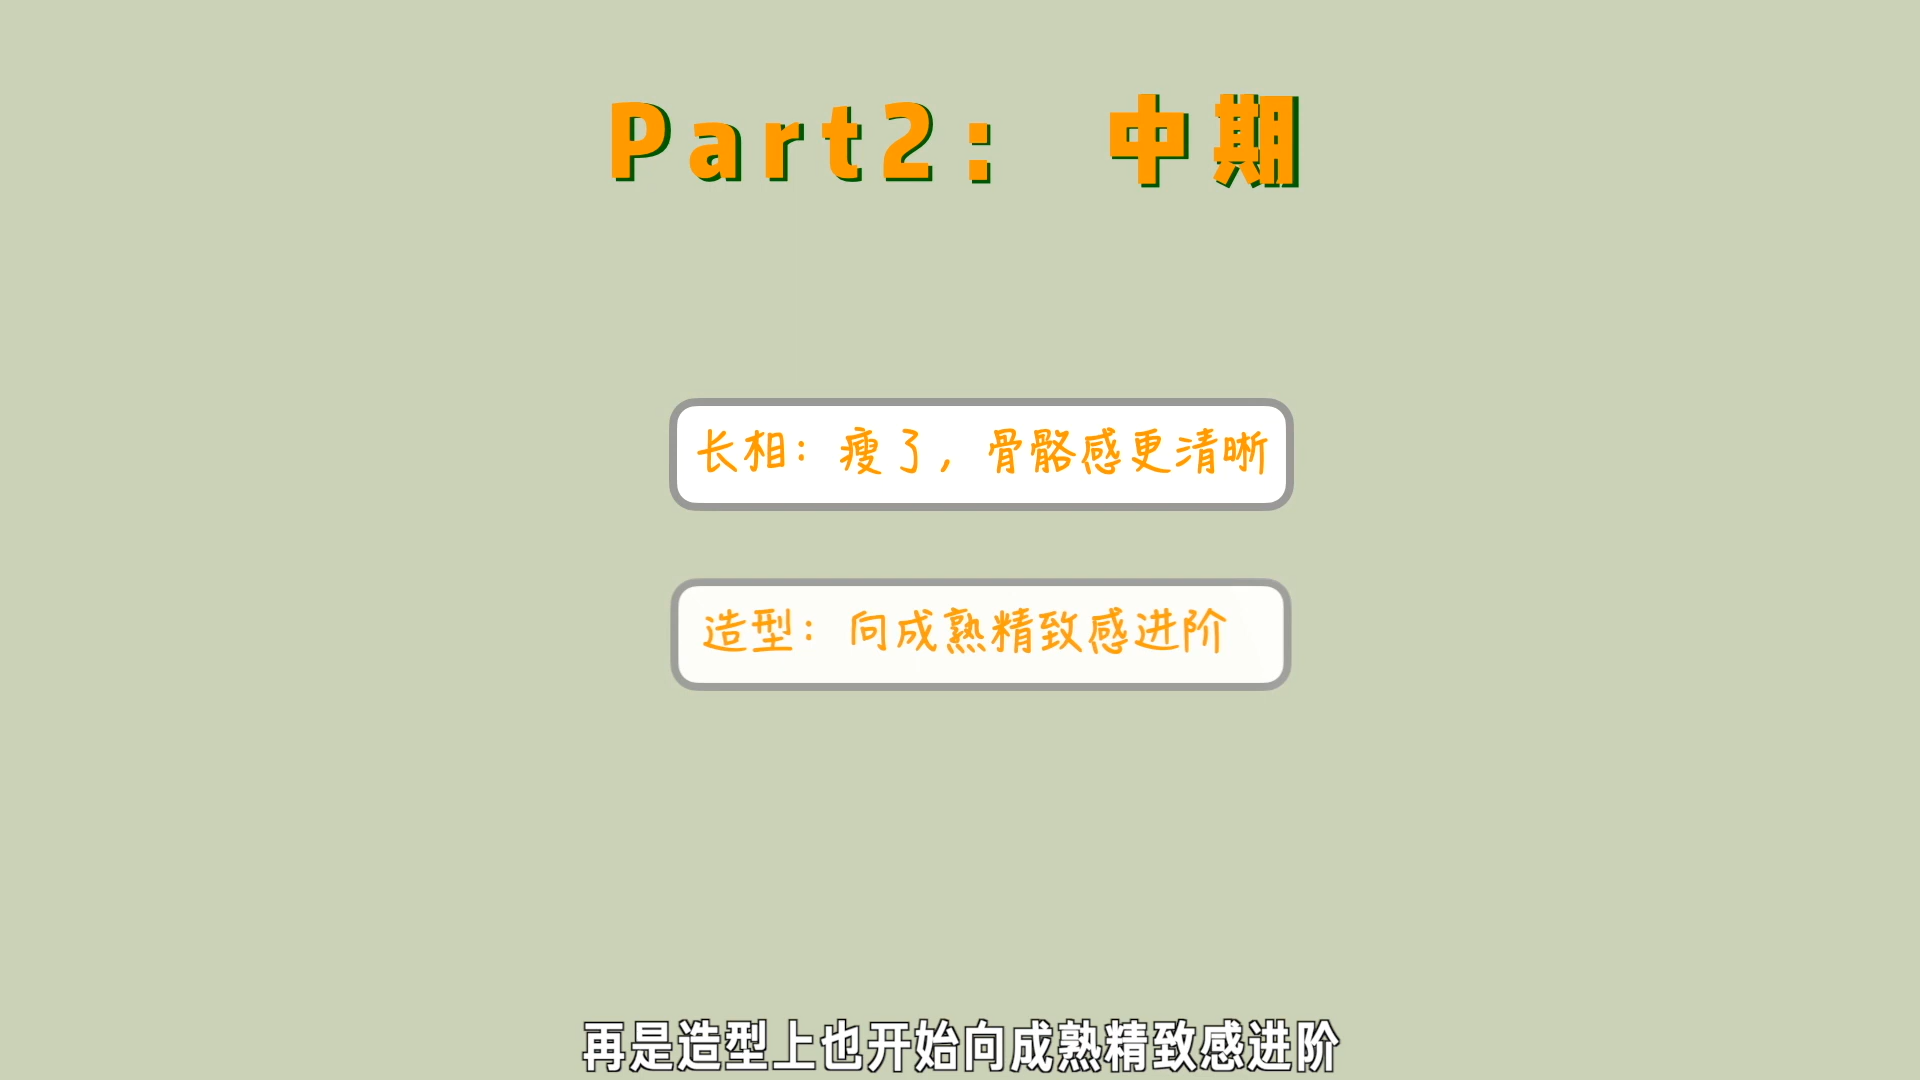 Part2： 中期
长相：瘦了，骨骼感更清晰
造型：向成熟精致感进阶
再是造型上也开始向成熟精致感进阶